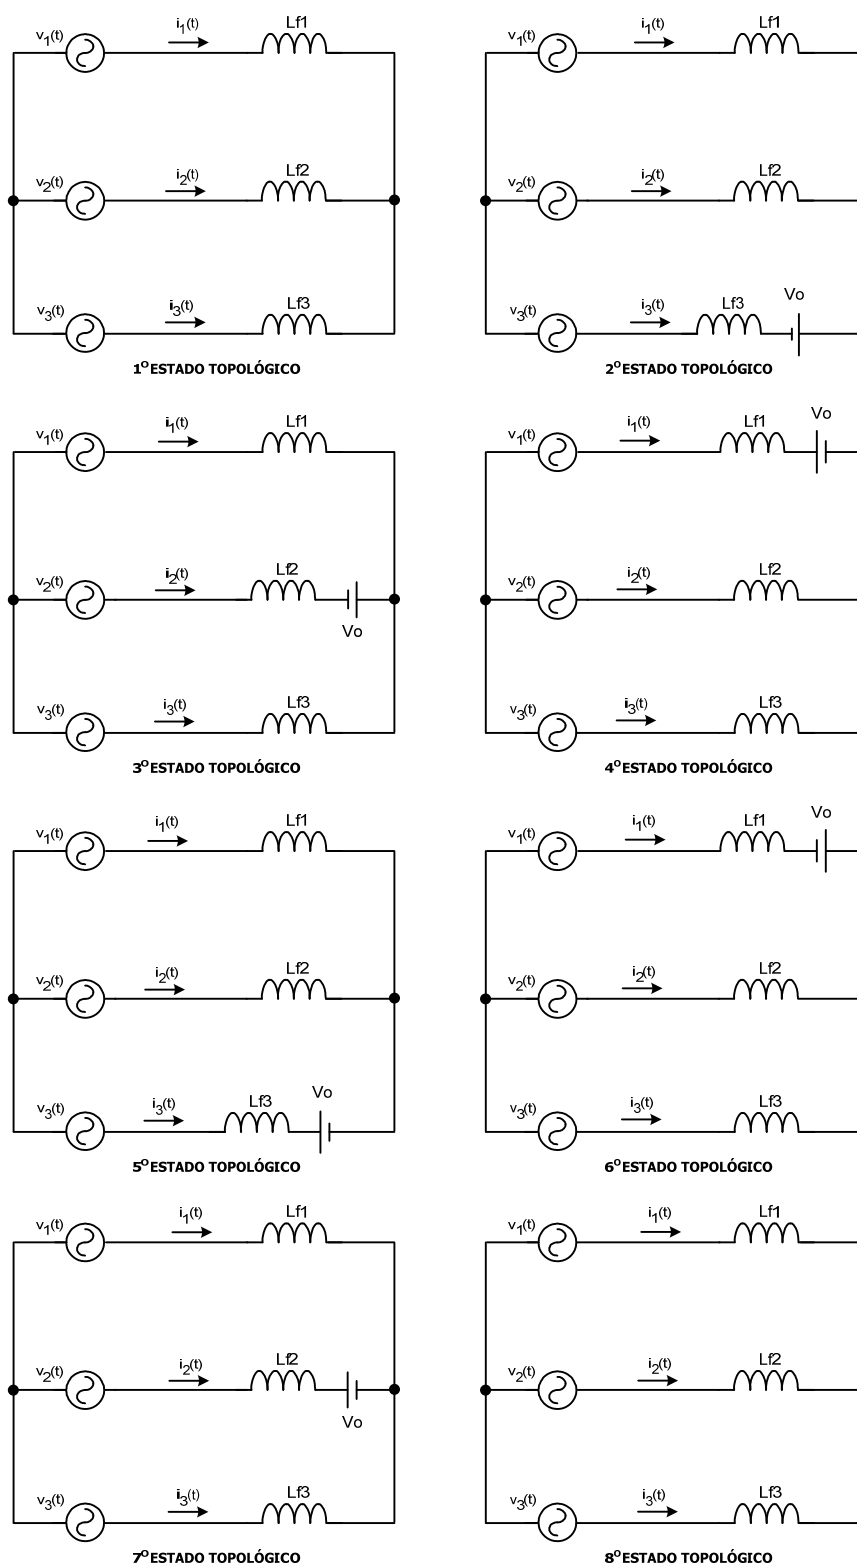 v1(t) i1(t) Lf1
v2(t) i2(t) Lf2
v3(t) i3(t) Lf3
1º ESTADO TOPOLÓGICO
v1(t) i1(t) Lf1
v2(t) i2(t) Lf2
v3(t) i3(t) Lf3 Vo
2º ESTADO TOPOLÓGICO
v1(t) i1(t) Lf1
v2(t) i2(t) Lf2 Vo
v3(t) i3(t) Lf3
3º ESTADO TOPOLÓGICO
v1(t) i1(t) Lf1 Vo
v2(t) i2(t) Lf2
v3(t) i3(t) Lf3
4º ESTADO TOPOLÓGICO
v1(t) i1(t) Lf1
v2(t) i2(t) Lf2
v3(t) i3(t) Lf3 Vo
5º ESTADO TOPOLÓGICO
v1(t) i1(t) Lf1 Vo
v2(t) i2(t) Lf2
v3(t) i3(t) Lf3
6º ESTADO TOPOLÓGICO
v1(t) i1(t) Lf1
v2(t) i2(t) Lf2 Vo
v3(t) i3(t) Lf3
7º ESTADO TOPOLÓGICO
v1(t) i1(t) Lf1
v2(t) i2(t) Lf2
v3(t) i3(t) Lf3
8º ESTADO TOPOLÓGICO